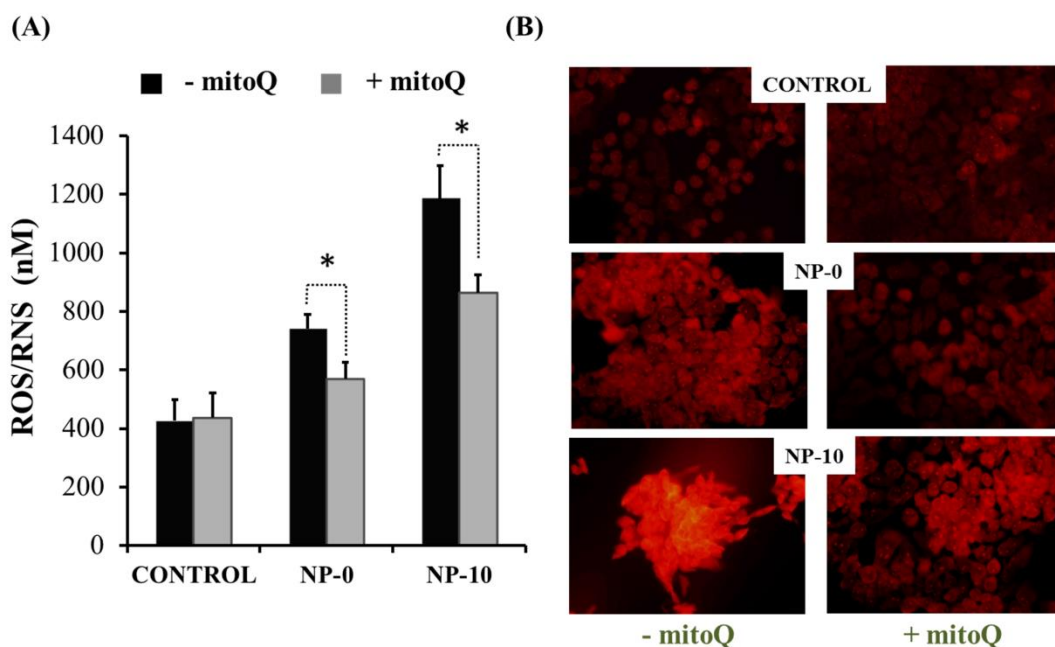 (A)
- mitoQ + mitoQ
ROS/RNS (nM)
1400
1200
1000
800
600
400
200
0
*
*
CONTROL NP-0 NP-10
(B)
CONTROL
NP-0
NP-10
- mitoQ + mitoQ